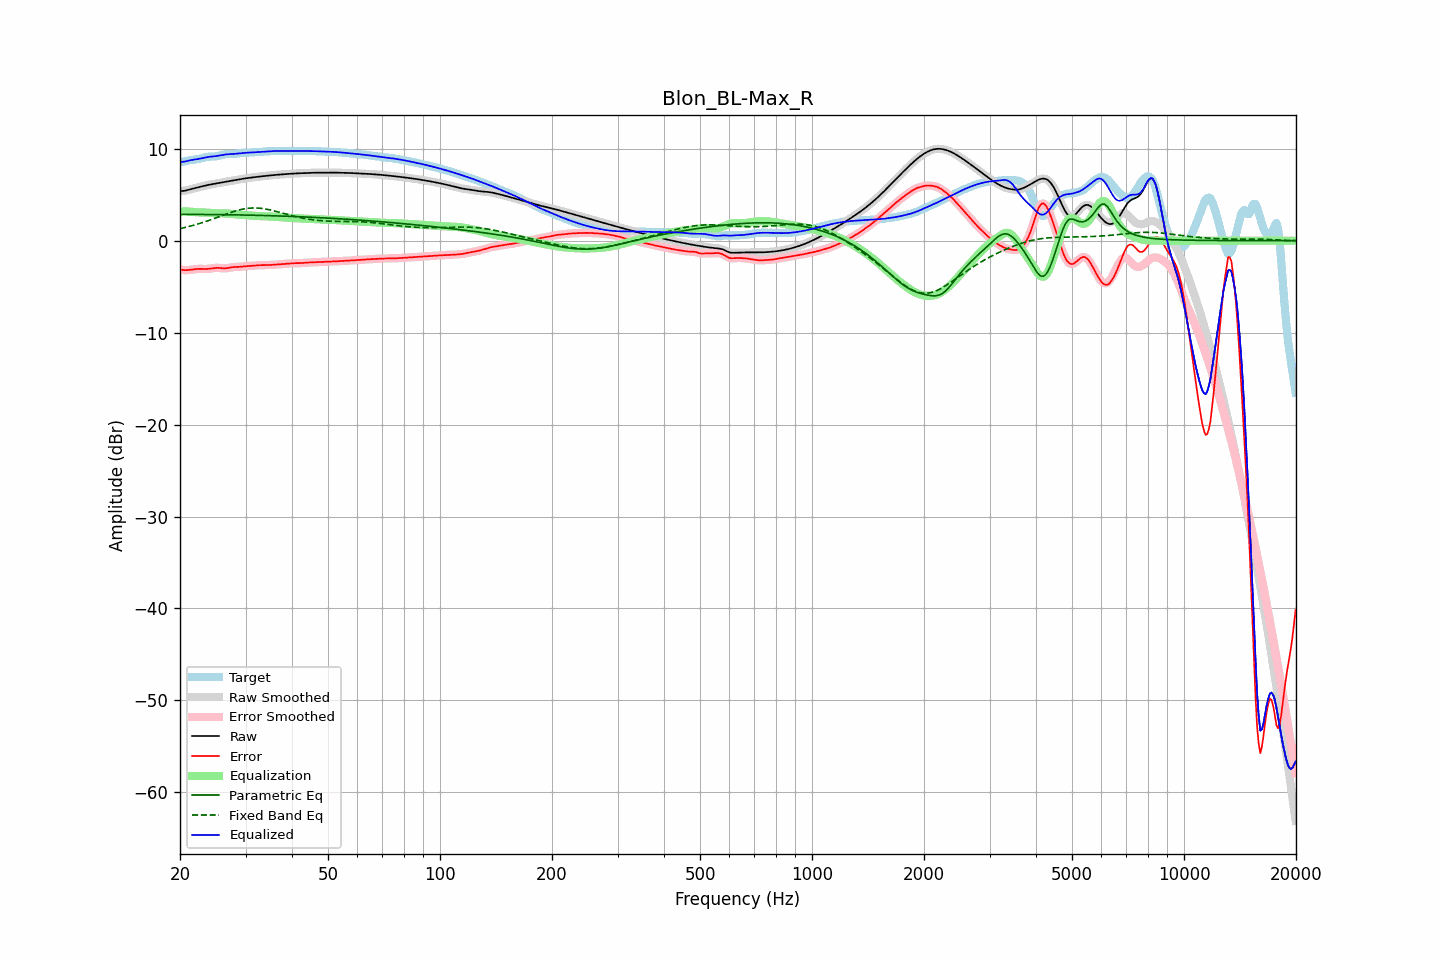 Blon_BL-Max_R
10
0
−10
−20
−30
−40
−50
−60
Amplitude (dBr)
Target
Raw Smoothed
Error Smoothed
Raw
Error
Equalization
Parametric Eq
Fixed Band Eq
Equalized
20 50 100 200 500 1000 2000 5000 10000 20000
Frequency (Hz)